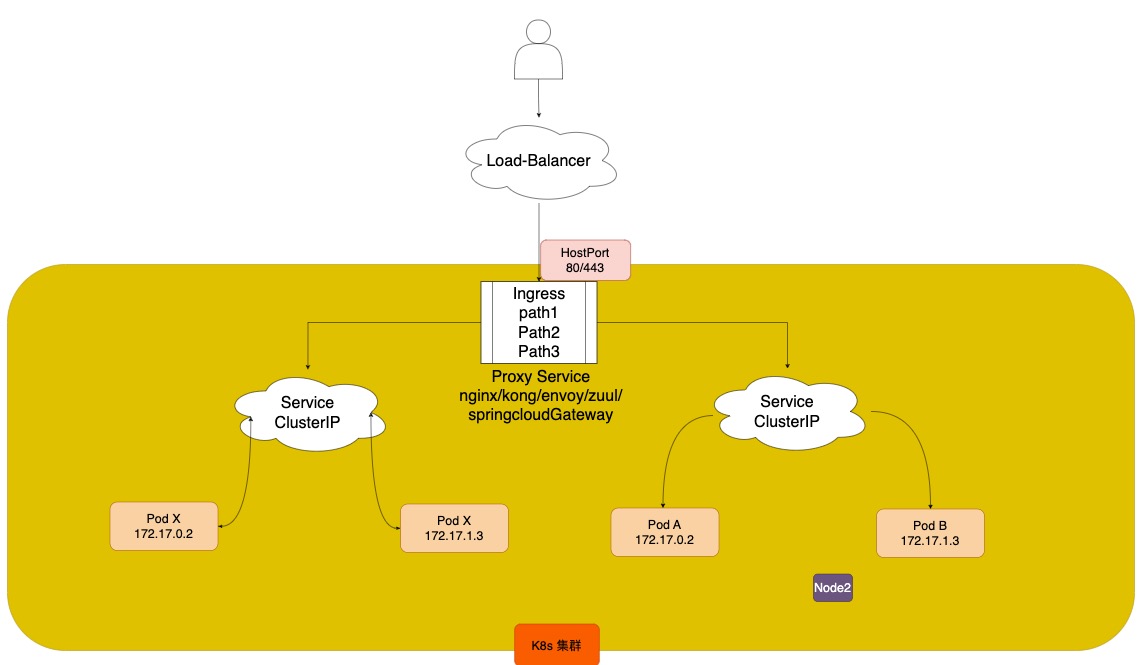 Load-Balancer
HostPort
80/443
Ingress
path1
Path2
Path3
Proxy Service
nginx/kong/envoy/zuul/
springcloudGateway
Service
ClusterIP
Service
ClusterIP
Pod X
172.17.0.2
Pod X
172.17.1.3
Pod A
172.17.0.2
Pod B
172.17.1.3
Node2
K8s 集群